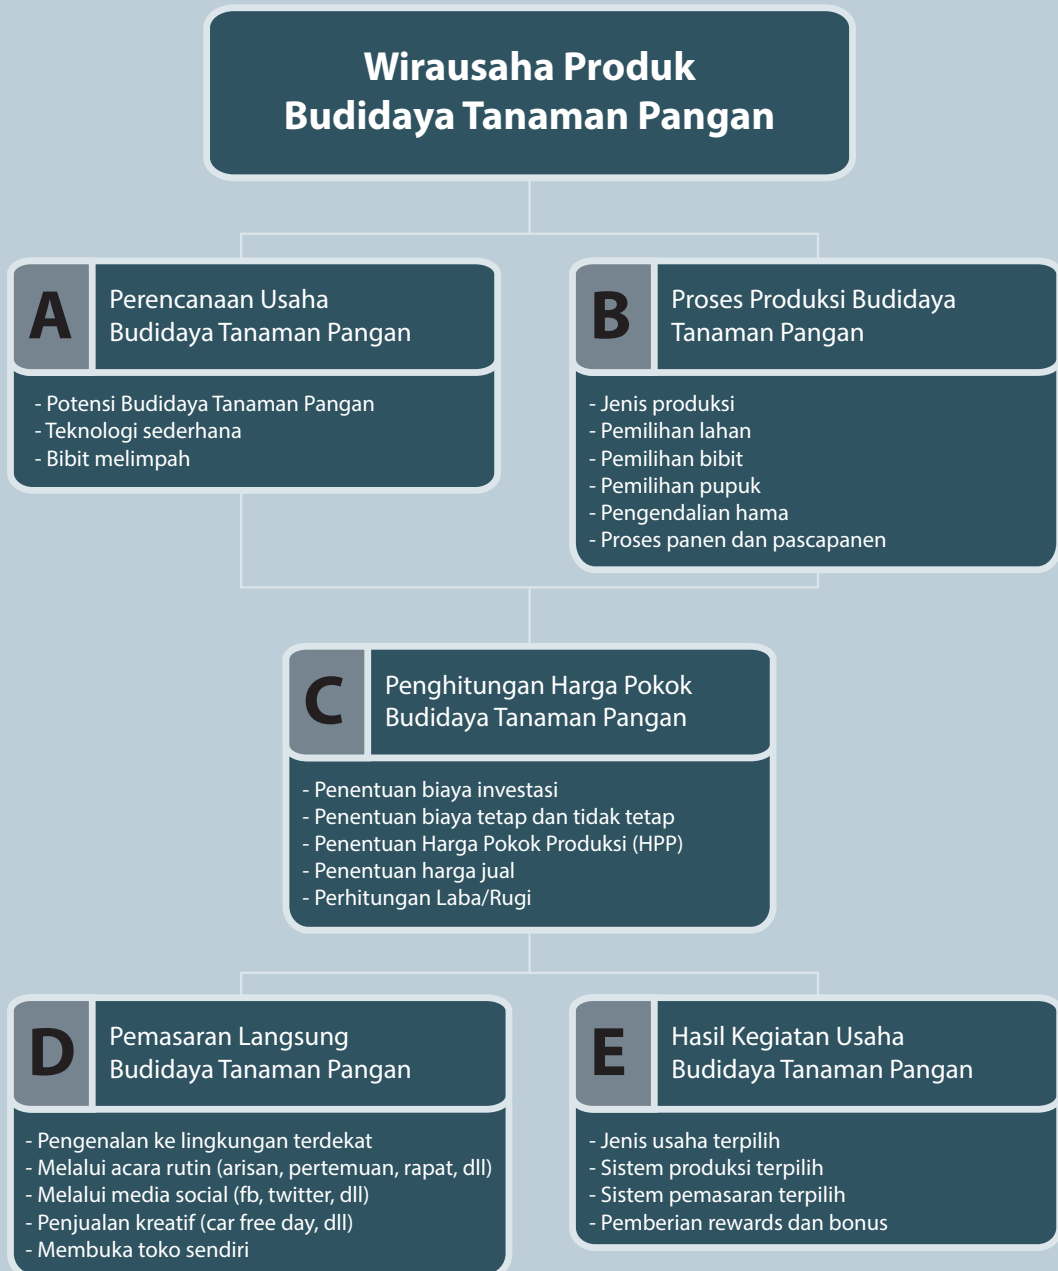 Wirausaha Produk
Budidaya Tanaman Pangan
A
Perencanaan Usaha
Budidaya Tanaman Pangan
- Potensi Budidaya Tanaman Pangan
- Teknologi sederhana
- Bibit melimpah
B
Proses Produksi Budidaya
Tanaman Pangan
- Jenis produksi
- Pemilihan lahan
- Pemilihan bibit
- Pemilihan pupuk
- Pengendalian hama
- Proses panen dan pascapanen
C
Penghitungan Harga Pokok
Budidaya Tanaman Pangan
- Penentuan biaya investasi
- Penentuan biaya tetap dan tidak tetap
- Penentuan Harga Pokok Produksi (HPP)
- Penentuan harga jual
- Perhitungan Laba/Rugi
D
Pemasaran Langsung
Budidaya Tanaman Pangan
- Pengenalan ke lingkungan terdekat
- Melalui acara rutin (arisan, pertemuan, rapat, dll)
- Melalui media social (fb, twitter, dll)
- Penjualan kreatif (car free day, dll)
- Membuka toko sendiri
E
Hasil Kegiatan Usaha
Budidaya Tanaman Pangan
- Jenis usaha terpilih
- Sistem produksi terpilih
- Sistem pemasaran terpilih
- Pemberian rewards dan bonus